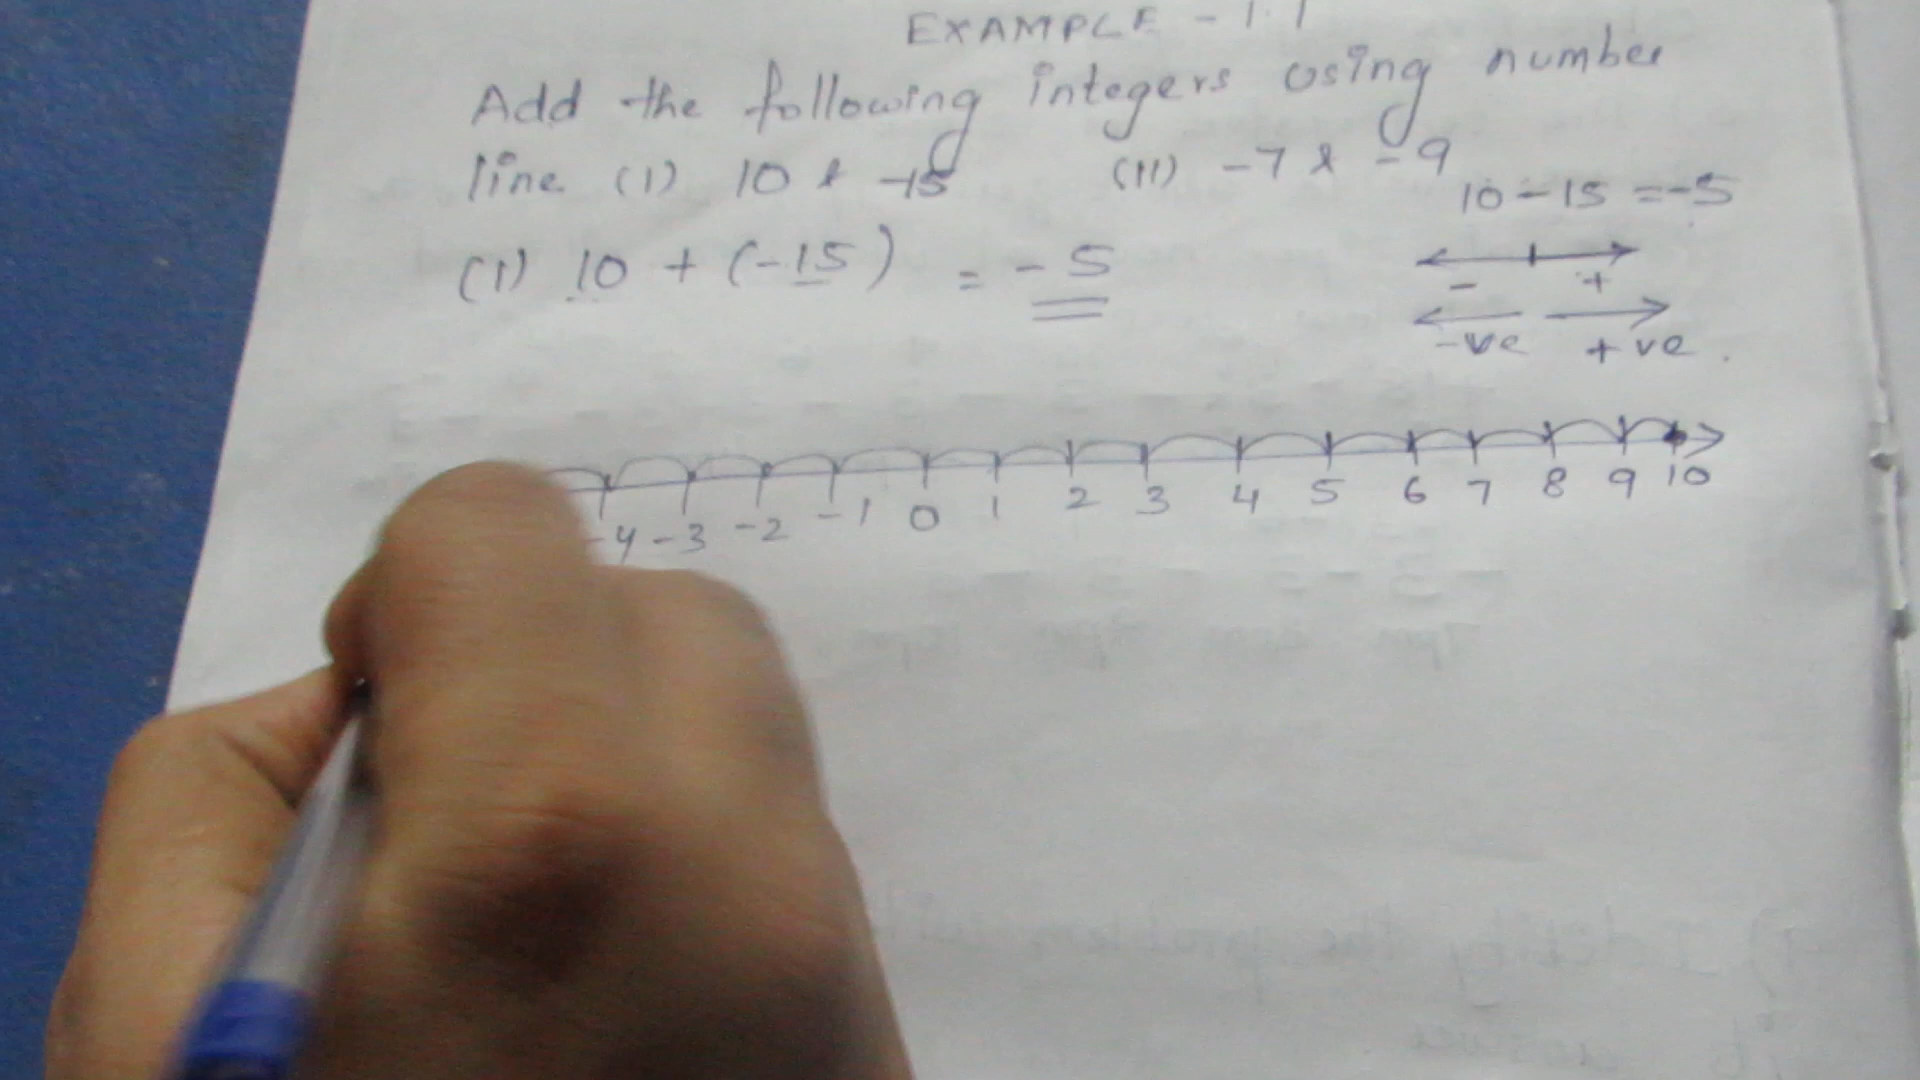 EXAMPLE - 1.1
Add the following integers using number
line (I) 10 & -15 (II) -7 & -9
10 - 15 = -5
(I) 10 + (-15) = -5
- +
-ve +ve.
-4 -3 -2 -1 0 1 2 3 4 5 6 7 8 9 10